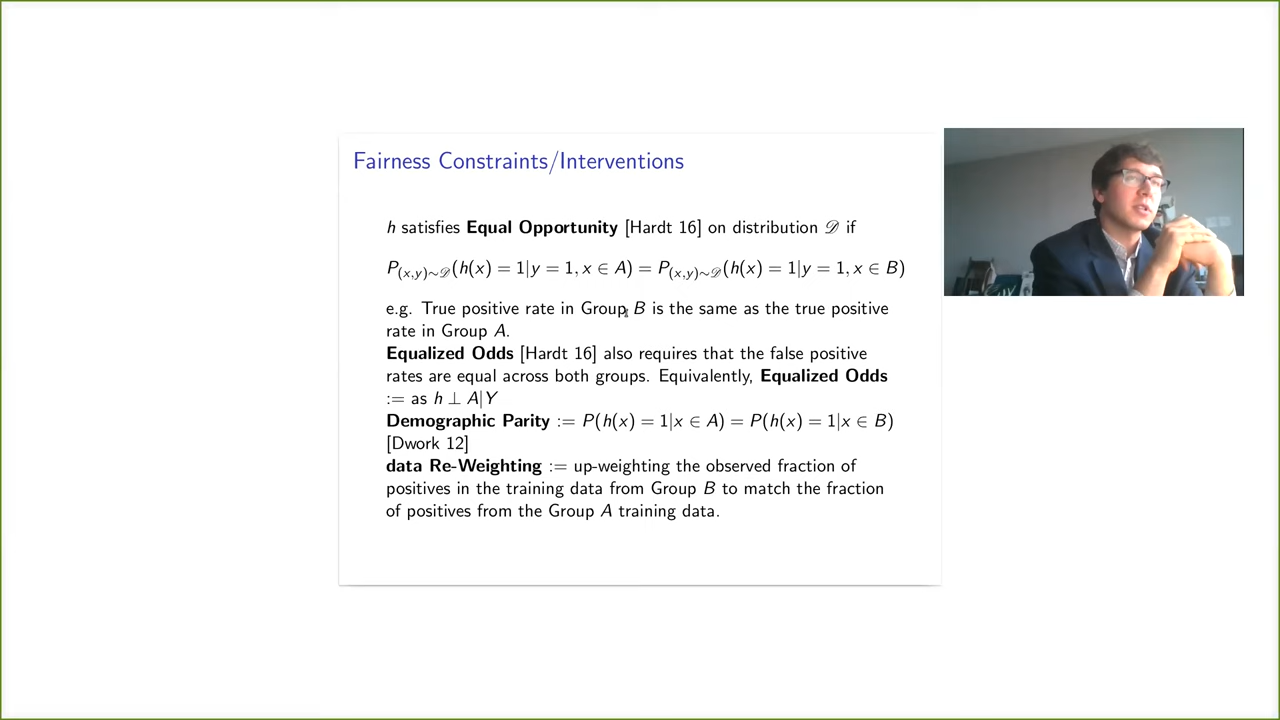 Fairness Constraints/Interventions
h satisfies Equal Opportunity [Hardt 16] on distribution 𝒟 if
P(x,y)∼𝒟(h(x) = 1|y = 1, x ∈ A) = P(x,y)∼𝒟(h(x) = 1|y = 1, x ∈ B)
e.g. True positive rate in Group B is the same as the true positive
rate in Group A.
Equalized Odds [Hardt 16] also requires that the false positive
rates are equal across both groups. Equivalently, Equalized Odds
:= as h ⊥ A|Y
Demographic Parity := P(h(x) = 1|x ∈ A) = P(h(x) = 1|x ∈ B)
[Dwork 12]
data Re-Weighting := up-weighting the observed fraction of
positives in the training data from Group B to match the fraction
of positives from the Group A training data.